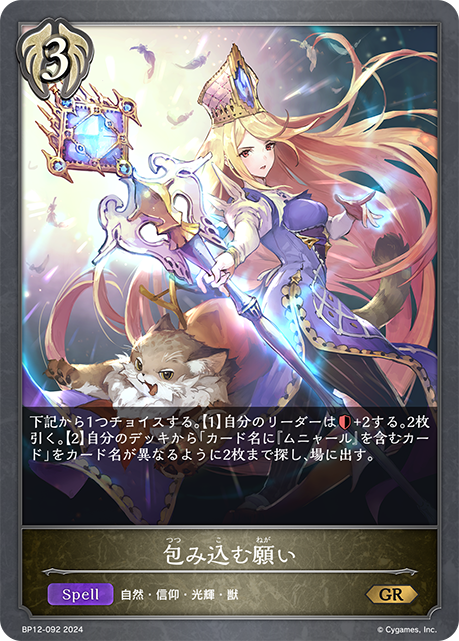 3
下記から1つチョイスする。【1】自分のリーダーは+2する。2枚
引く。【2】自分のデッキから「カード名に『ムニャール』を含むカー
ド」をカード名が異なるように2枚まで探し、場に出す。
つつ こ ねが
包み込む願い
Spell 自然・信仰・光輝・獣 GR
BP12-092 2024 © Cygames, Inc.